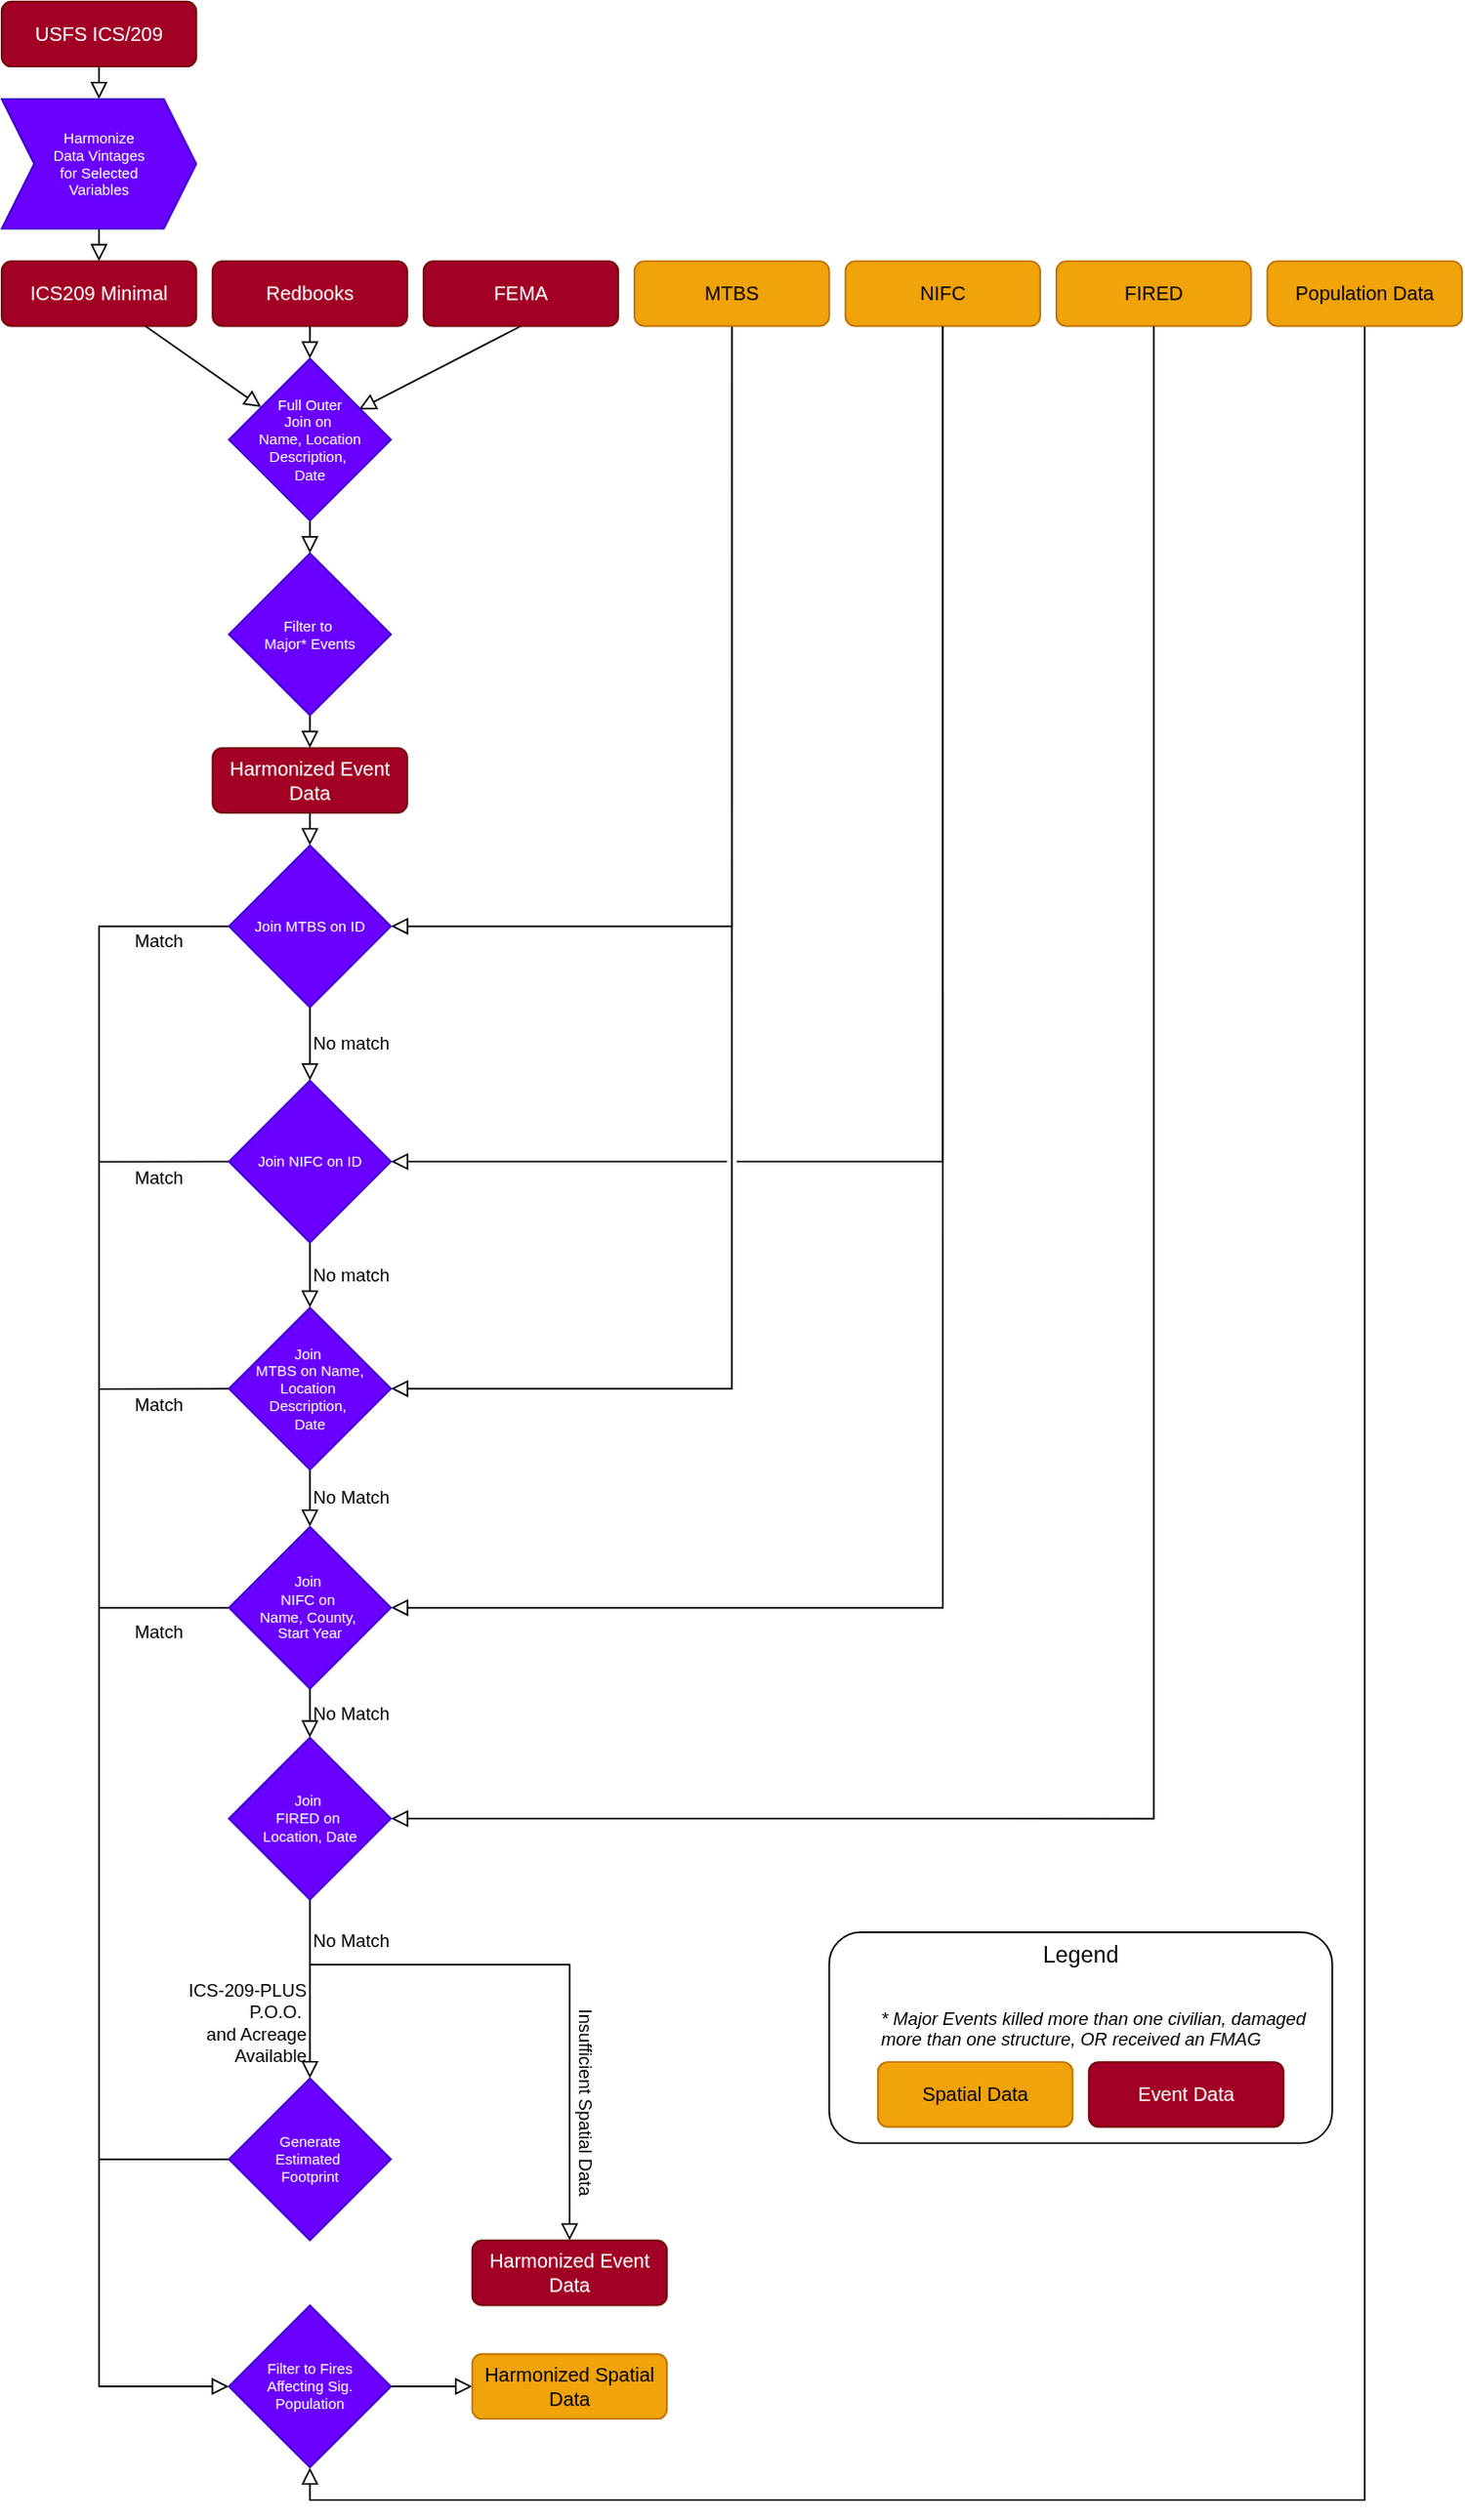 USFS ICS/209
Harmonize
Data Vintages
for Selected
Variables
ICS209 Minimal
Redbooks
FEMA
MTBS
NIFC
FIRED
Population Data
Full Outer
Join on
Name, Location
Description,
Date
Filter to
Major* Events
Harmonized Event
Data
Join MTBS on ID
Match
No match
Join NIFC on ID
Match
No match
Join
MTBS on Name,
Location
Description,
Date
Match
No Match
Join
NIFC on
Name, County,
Start Year
Match
No Match
Join
FIRED on
Location, Date
No Match
ICS-209-PLUS
P.O.O.
and Acreage
Available
Insufficient Spatial Data
Legend
* Major Events killed more than one civilian, damaged
more than one structure, OR received an FMAG
Spatial Data
Event Data
Generate
Estimated
Footprint
Harmonized Event
Data
Filter to Fires
Affecting Sig.
Population
Harmonized Spatial
Data